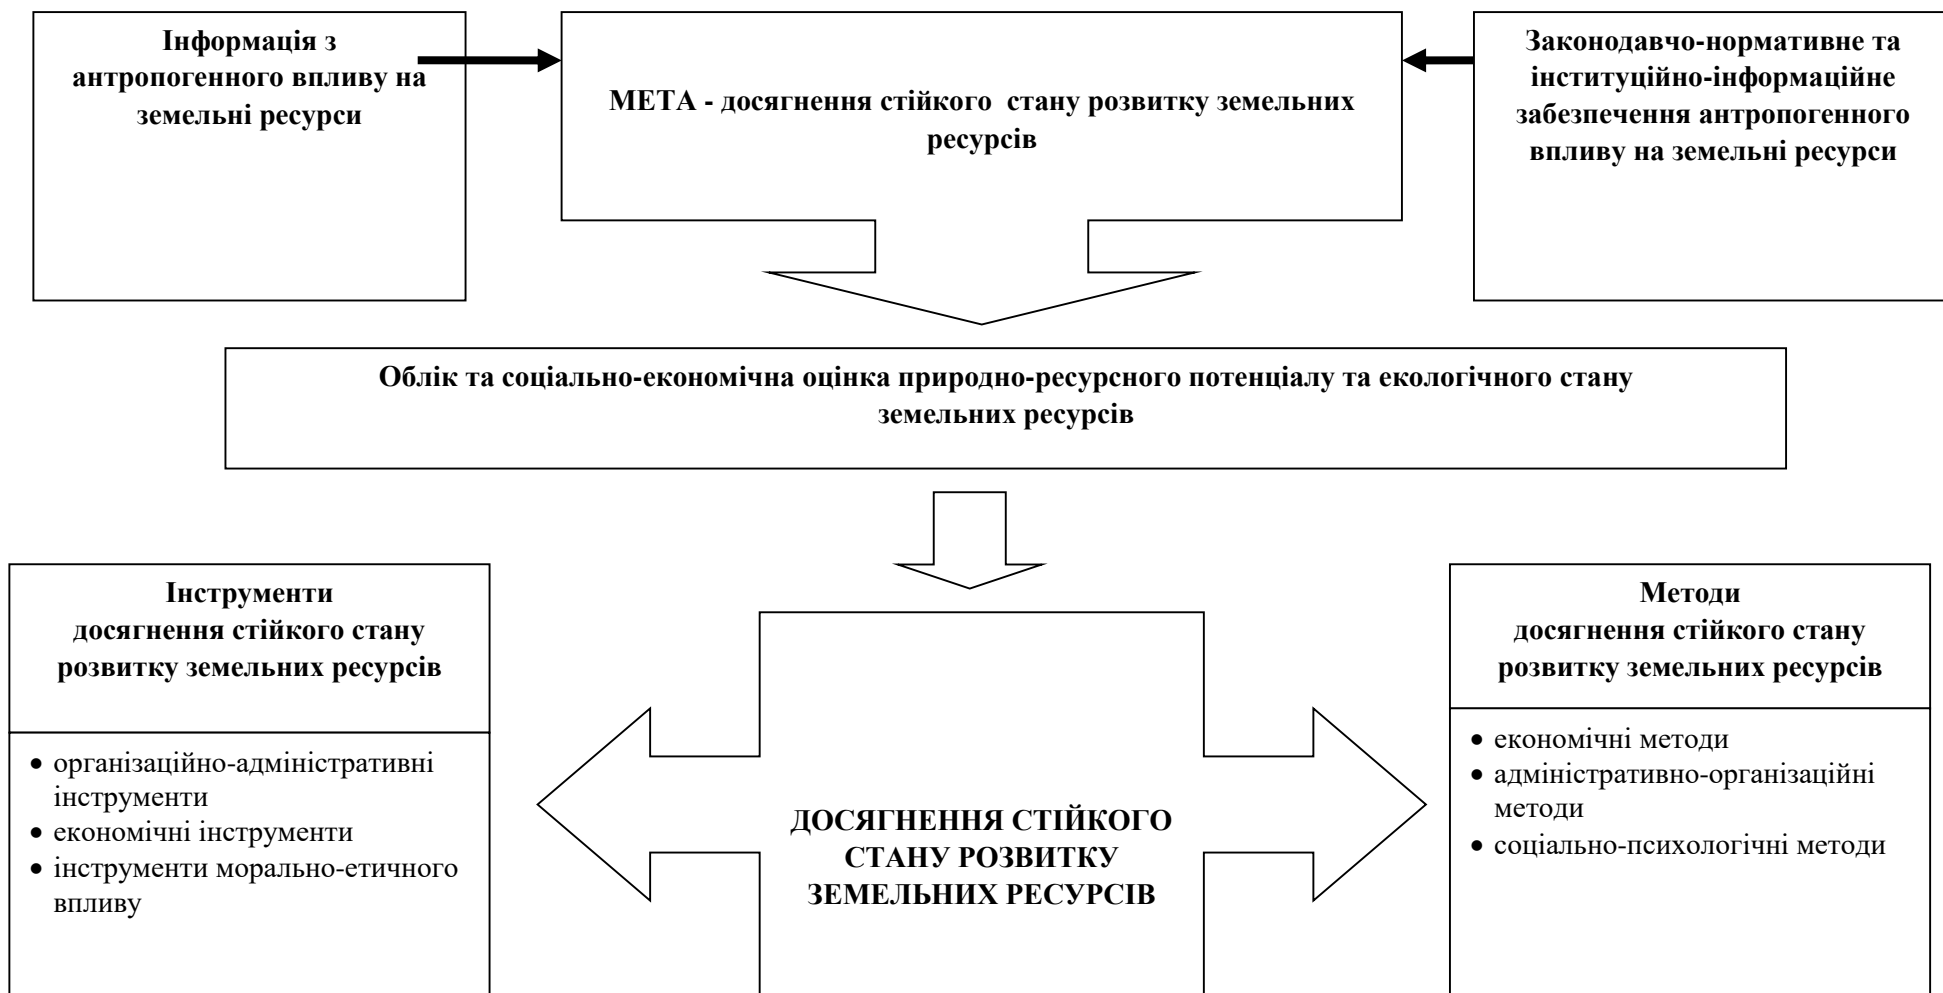 Інформація з
антропогенного впливу на
земельні ресурси
МЕТА - досягнення стійкого стану розвитку земельних
ресурсів
Законодавчо-нормативне та
інституційно-інформаційне
забезпечення антропогенного
впливу на земельні ресурси
Облік та соціально-економічна оцінка природно-ресурсного потенціалу та екологічного стану
земельних ресурсів
Інструменти
досягнення стійкого стану
розвитку земельних ресурсів
• організаційно-адміністративні
інструменти
• економічні інструменти
• інструменти морально-етичного
впливу
ДОСЯГНЕННЯ СТІЙКОГО
СТАНУ РОЗВИТКУ
ЗЕМЕЛЬНИХ РЕСУРСІВ
Методи
досягнення стійкого стану
розвитку земельних ресурсів
• економічні методи
• адміністративно-організаційні
методи
• соціально-психологічні методи